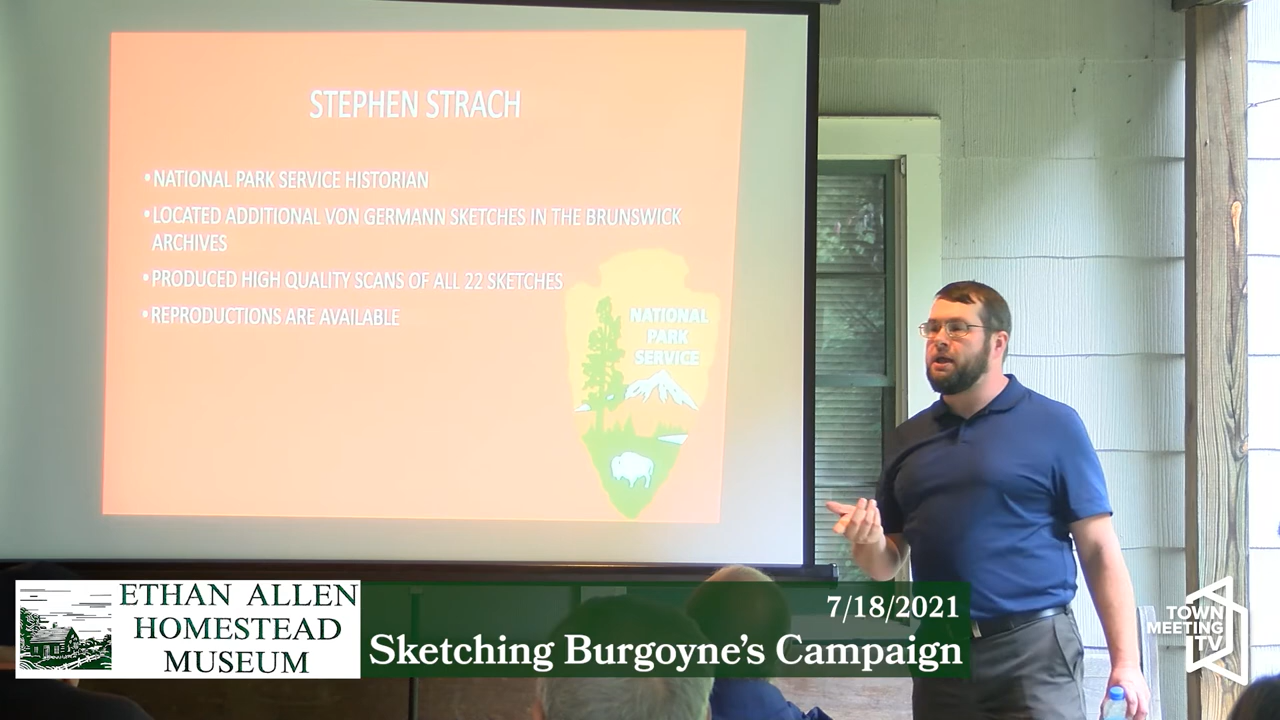 STEPHEN STRACH
• NATIONAL PARK SERVICE HISTORIAN
• LOCATED ADDITIONAL VON GERMANN SKETCHES IN THE BRUNSWICK
ARCHIVES
• PRODUCED HIGH QUALITY SCANS OF ALL 22 SKETCHES
• REPRODUCTIONS ARE AVAILABLE
NATIONAL
PARK
SERVICE
ETHAN ALLEN
HOMESTEAD
MUSEUM
7/18/2021
Sketching Burgoyne's Campaign
TOWN
MEETING
TV